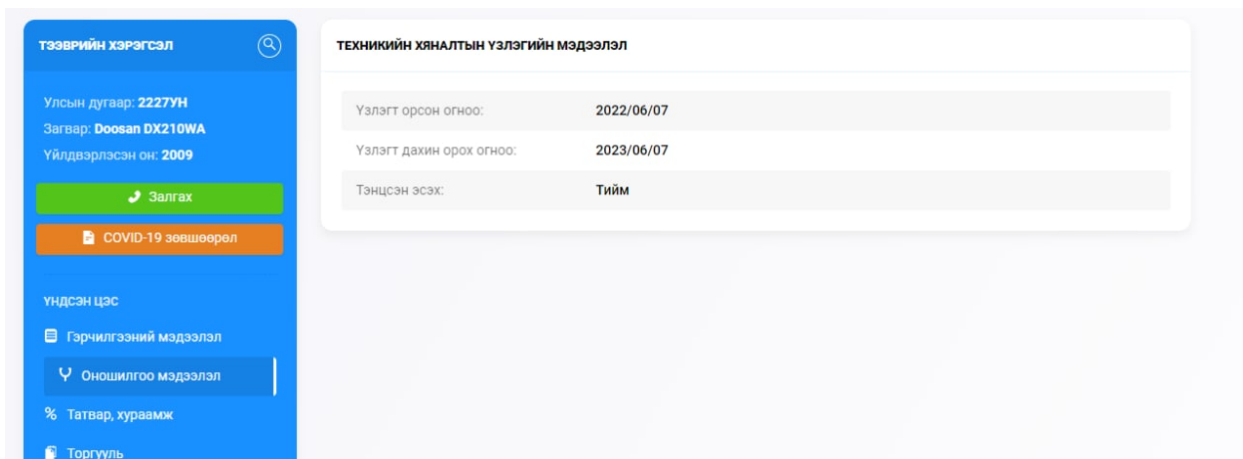 ТЭЭВРИЙН ХЭРЭГСЭЛ
Улсын дугаар: 2227УН
Загвар: Doosan DX210WA
Үйлдвэрлэсэн он: 2009
Залгах
COVID-19 зөвшөөрөл
ҮНДСЭН ЦЭС
Гэрчилгээний мэдээлэл
Оношилгоо мэдээлэл
% Татвар, хураамж
Торгууль
ТЕХНИКИЙН ХЯНАЛТЫН ҮЗЛЭГИЙН МЭДЭЭЛЭЛ
Үзлэгт орсон огноо: 2022/06/07
Үзлэгт дахин орох огноо: 2023/06/07
Тэнцсэн эсэх: Тийм